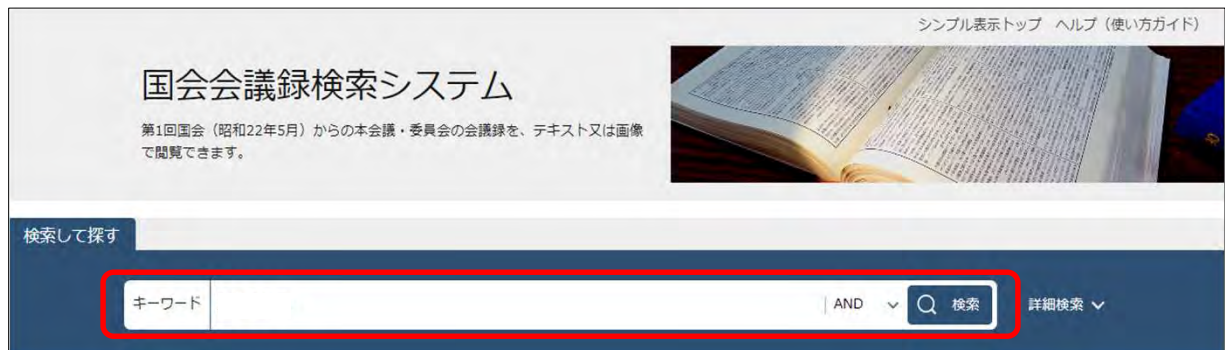 シンプル表示トップ ヘルプ（使い方ガイド）
国会会議録検索システム
第1回国会（昭和22年5月）からの本会議・委員会の会議録を、テキスト又は画像
で閲覧できます。
検索して探す
キーワード AND 検索 詳細検索